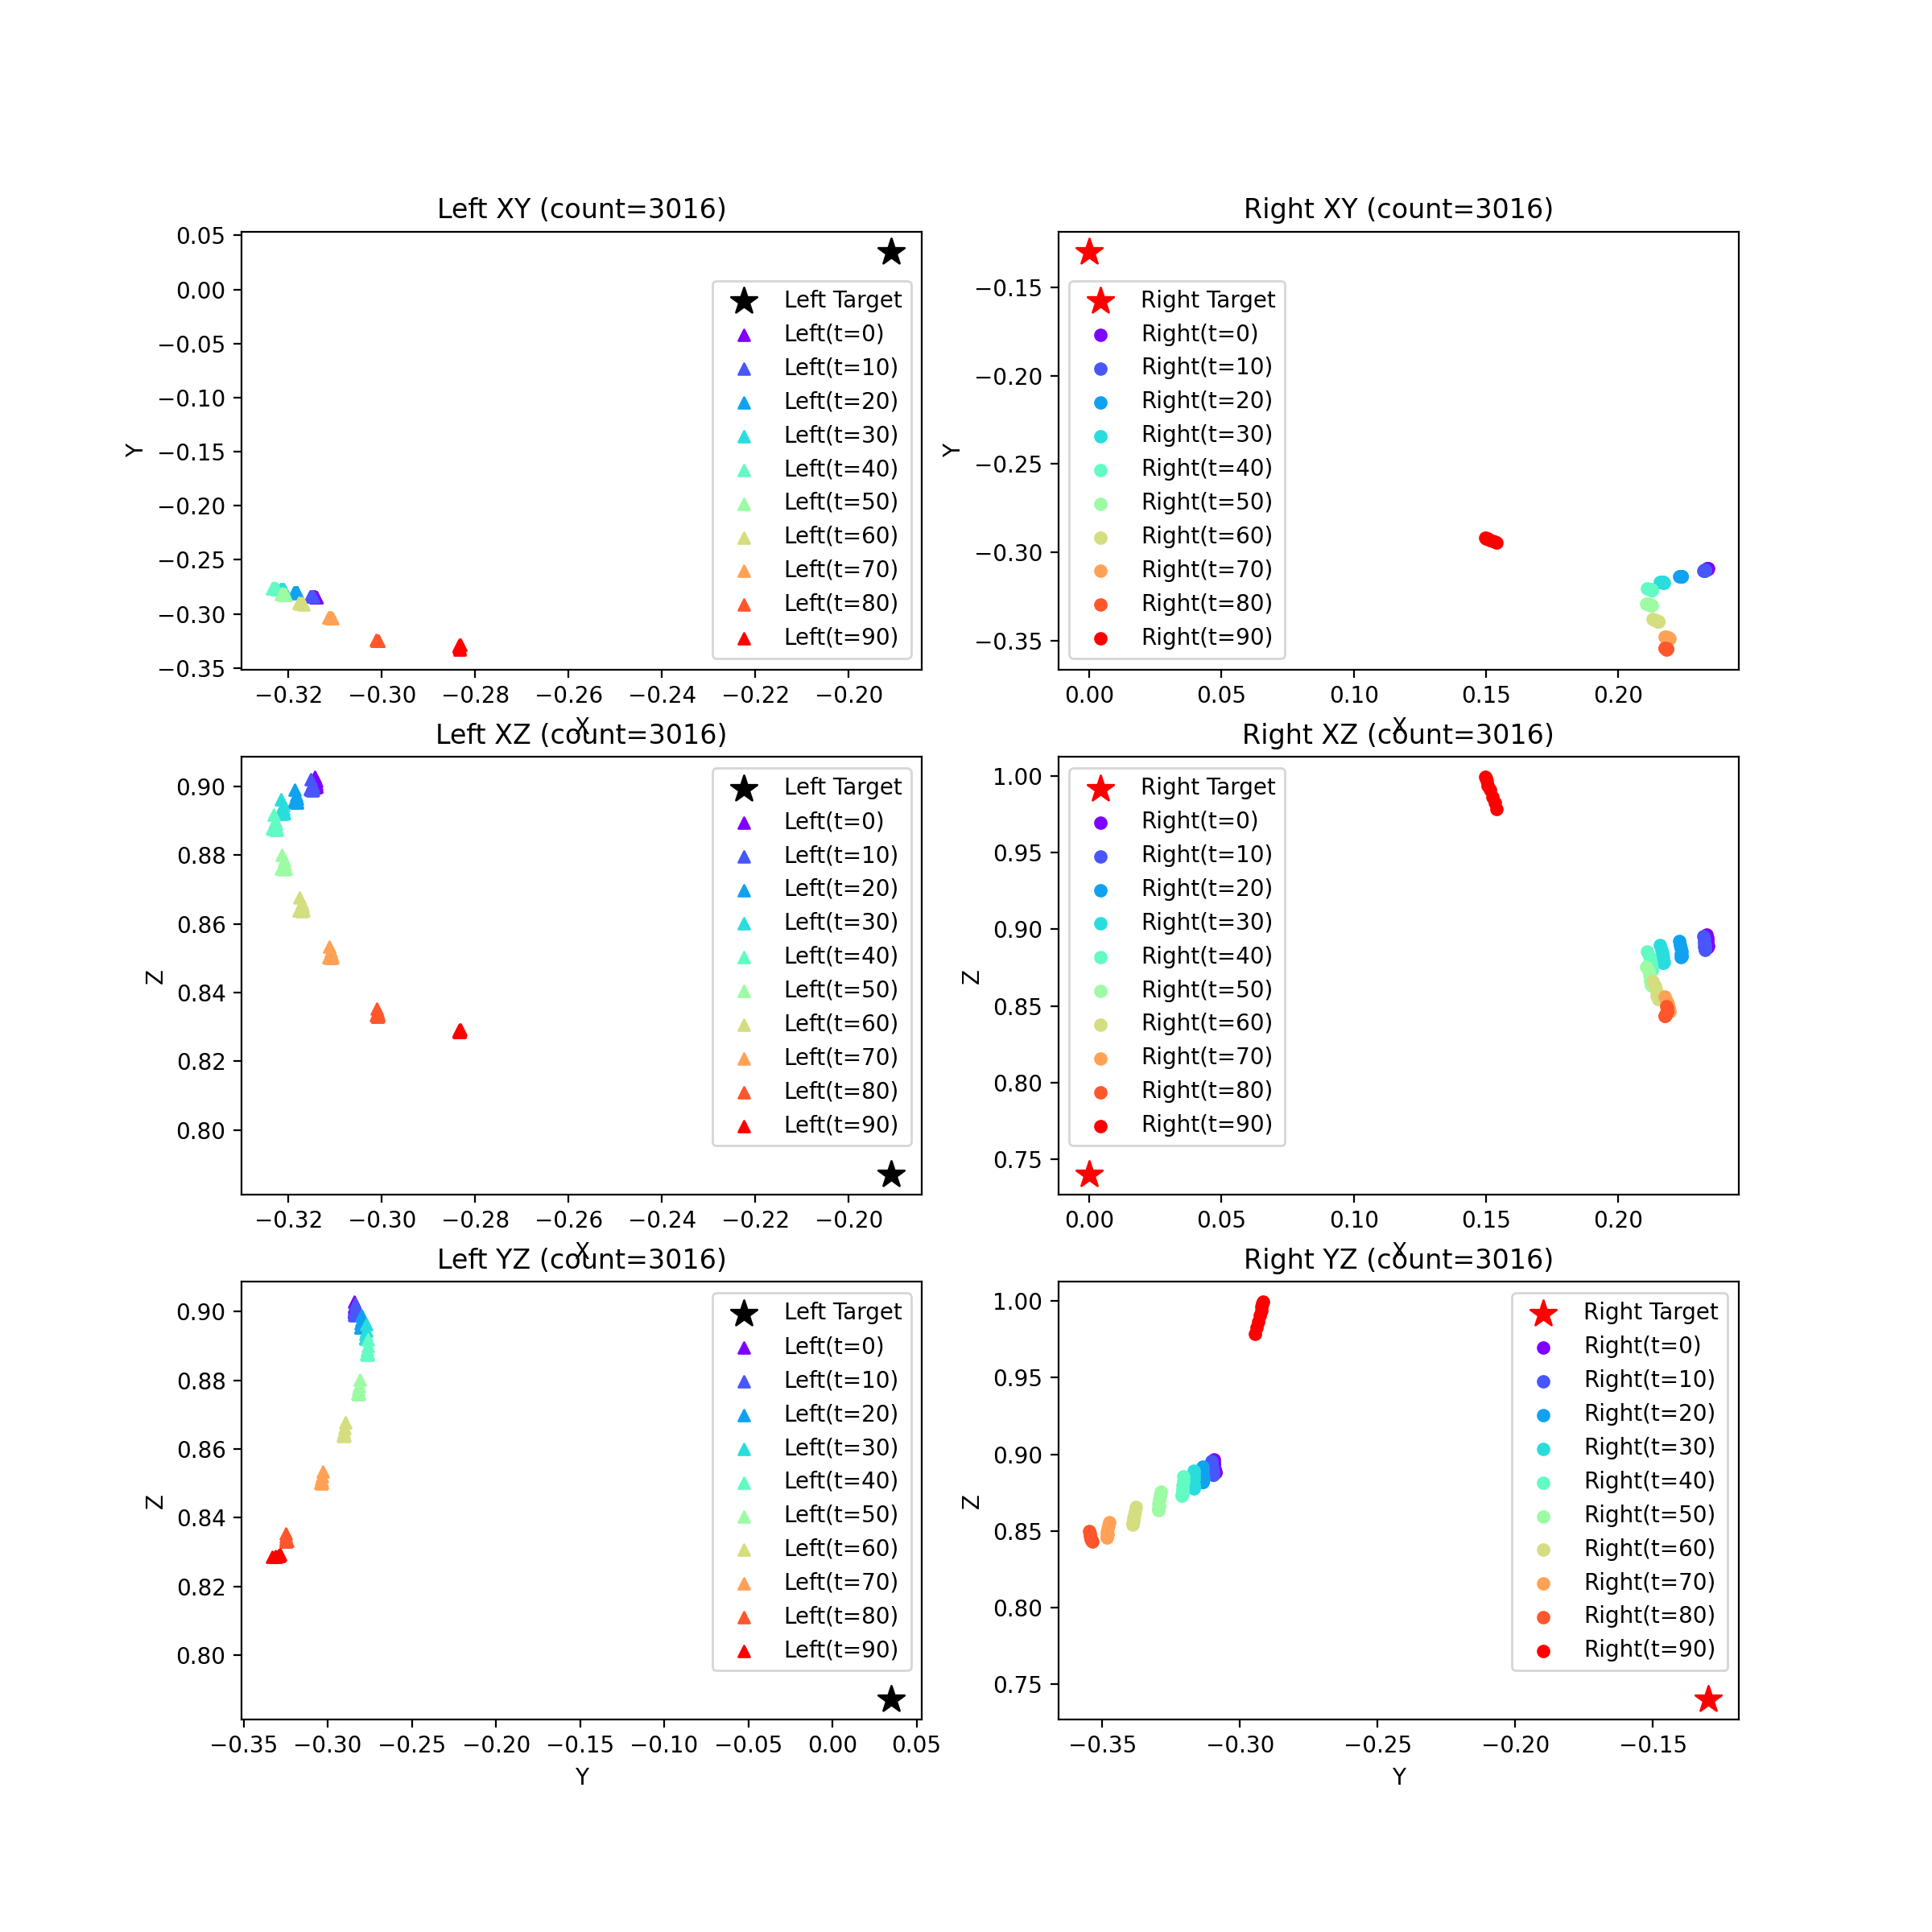 Left XY (count=3016)
0.05
0.00
−0.05
−0.10
−0.15
−0.20
−0.25
−0.30
−0.35
Y
−0.32 −0.30 −0.28 −0.26 −0.24 −0.22 −0.20
X
Left Target
Left(t=0)
Left(t=10)
Left(t=20)
Left(t=30)
Left(t=40)
Left(t=50)
Left(t=60)
Left(t=70)
Left(t=80)
Left(t=90)
Right XY (count=3016)
−0.15
−0.20
−0.25
−0.30
−0.35
Y
0.00 0.05 0.10 0.15 0.20
X
Right Target
Right(t=0)
Right(t=10)
Right(t=20)
Right(t=30)
Right(t=40)
Right(t=50)
Right(t=60)
Right(t=70)
Right(t=80)
Right(t=90)
Left XZ (count=3016)
0.90
0.88
0.86
0.84
0.82
0.80
Z
−0.32 −0.30 −0.28 −0.26 −0.24 −0.22 −0.20
X
Left Target
Left(t=0)
Left(t=10)
Left(t=20)
Left(t=30)
Left(t=40)
Left(t=50)
Left(t=60)
Left(t=70)
Left(t=80)
Left(t=90)
Right XZ (count=3016)
1.00
0.95
0.90
0.85
0.80
0.75
Z
0.00 0.05 0.10 0.15 0.20
X
Right Target
Right(t=0)
Right(t=10)
Right(t=20)
Right(t=30)
Right(t=40)
Right(t=50)
Right(t=60)
Right(t=70)
Right(t=80)
Right(t=90)
Left YZ (count=3016)
0.90
0.88
0.86
0.84
0.82
0.80
Z
−0.35 −0.30 −0.25 −0.20 −0.15 −0.10 −0.05 0.00 0.05
Y
Left Target
Left(t=0)
Left(t=10)
Left(t=20)
Left(t=30)
Left(t=40)
Left(t=50)
Left(t=60)
Left(t=70)
Left(t=80)
Left(t=90)
Right YZ (count=3016)
1.00
0.95
0.90
0.85
0.80
0.75
Z
−0.35 −0.30 −0.25 −0.20 −0.15
Y
Right Target
Right(t=0)
Right(t=10)
Right(t=20)
Right(t=30)
Right(t=40)
Right(t=50)
Right(t=60)
Right(t=70)
Right(t=80)
Right(t=90)